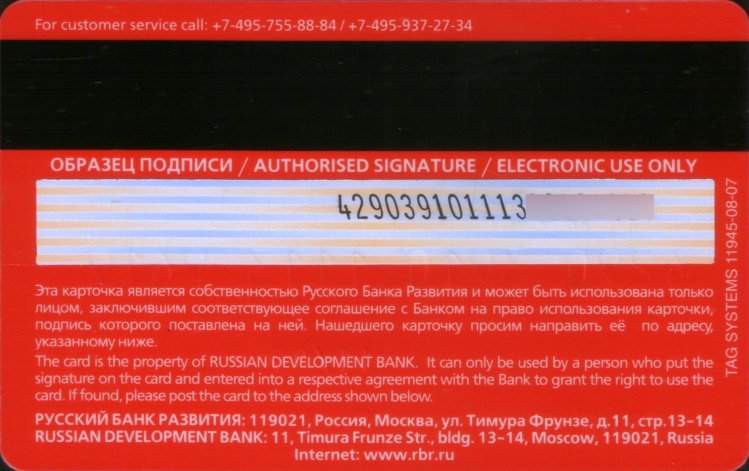 For customer service call: +7-495-755-88-84 / +7-495-937-27-34
ОБРАЗЕЦ ПОДПИСИ / AUTHORISED SIGNATURE / ELECTRONIC USE ONLY
429039101113
Эта карточка является собственностью Русского Банка Развития и может быть использована только
лицом, заключившим соответствующее соглашение с Банком на право использования карточки,
подпись которого поставлена на ней. Нашедшего карточку просим направить её по адресу,
указанному ниже.
The card is the property of RUSSIAN DEVELOPMENT BANK. It can only be used by a person who put the
signature on the card and entered into a respective agreement with the Bank to grant the right to use the
card. If found, please post the card to the address shown below.
РУССКИЙ БАНК РАЗВИТИЯ: 119021, Россия, Москва, ул. Тимура Фрунзе, д.11, стр.13-14
RUSSIAN DEVELOPMENT BANK: 11, Timura Frunze Str., bldg. 13-14, Moscow, 119021, Russia
Internet: www.rbr.ru
TAG SYSTEMS 11945-08-07